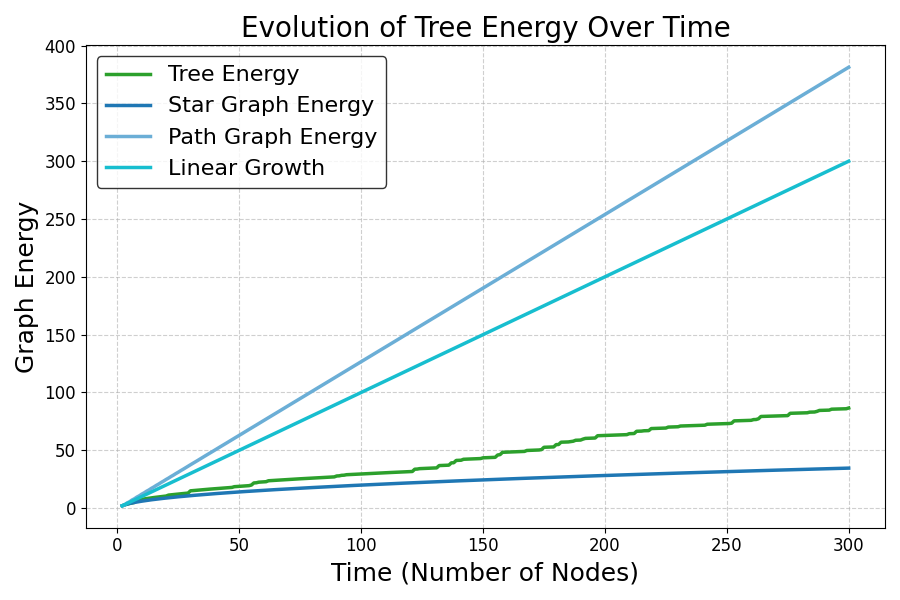 Evolution of Tree Energy Over Time
Graph Energy
400
350
300
250
200
150
100
50
0
Tree Energy
Star Graph Energy
Path Graph Energy
Linear Growth
0 50 100 150 200 250 300
Time (Number of Nodes)